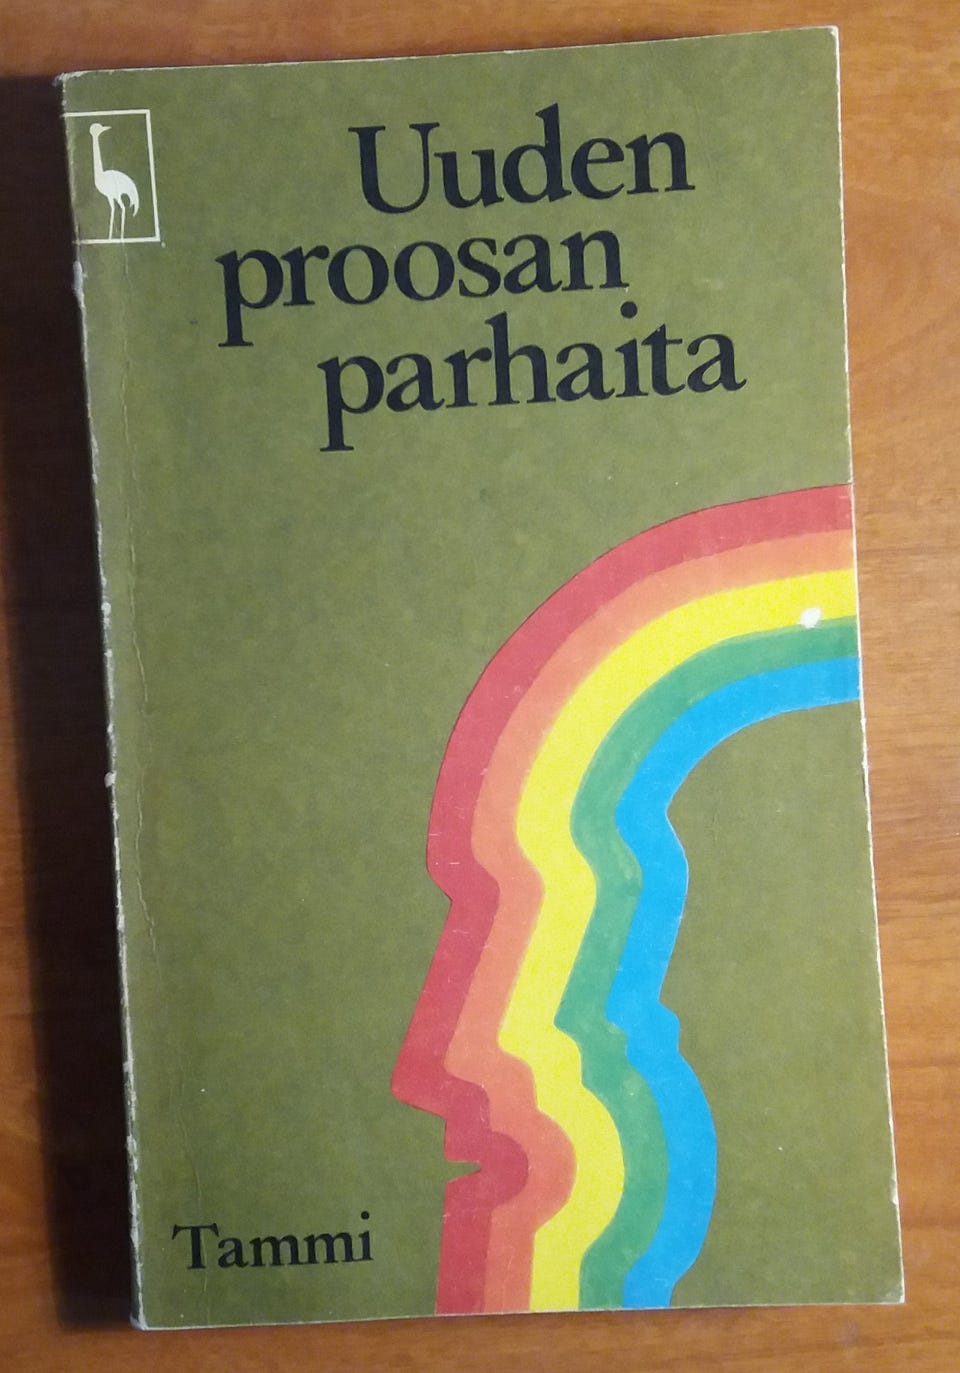 Uuden
proosan
parhaita
Tammi